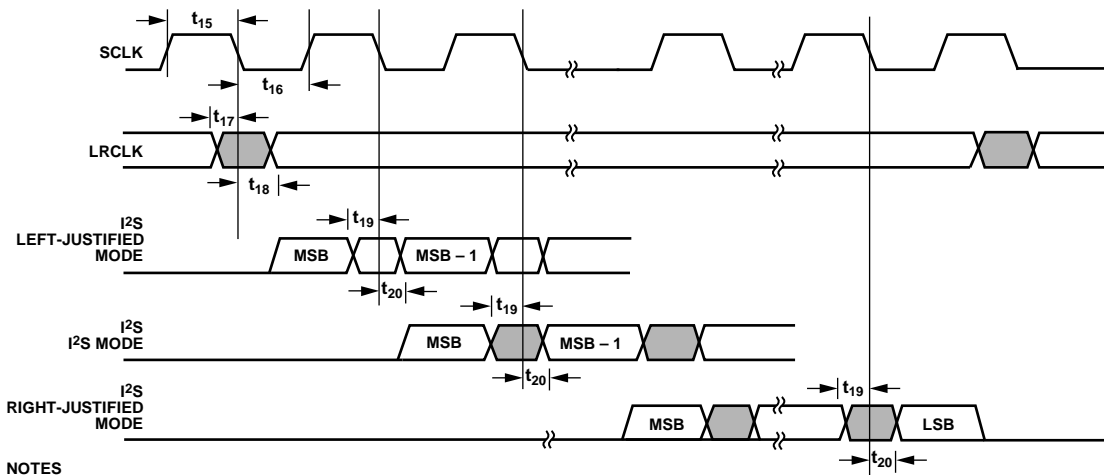 t15
SCLK
t16
t17
LRCLK
t18
I2S
LEFT-JUSTIFIED
MODE
t19
MSB
MSB – 1
t20
t19
I2S
I2S MODE
MSB
MSB – 1
t20
I2S
RIGHT-JUSTIFIED
MODE
t19
MSB
LSB
t20
NOTES